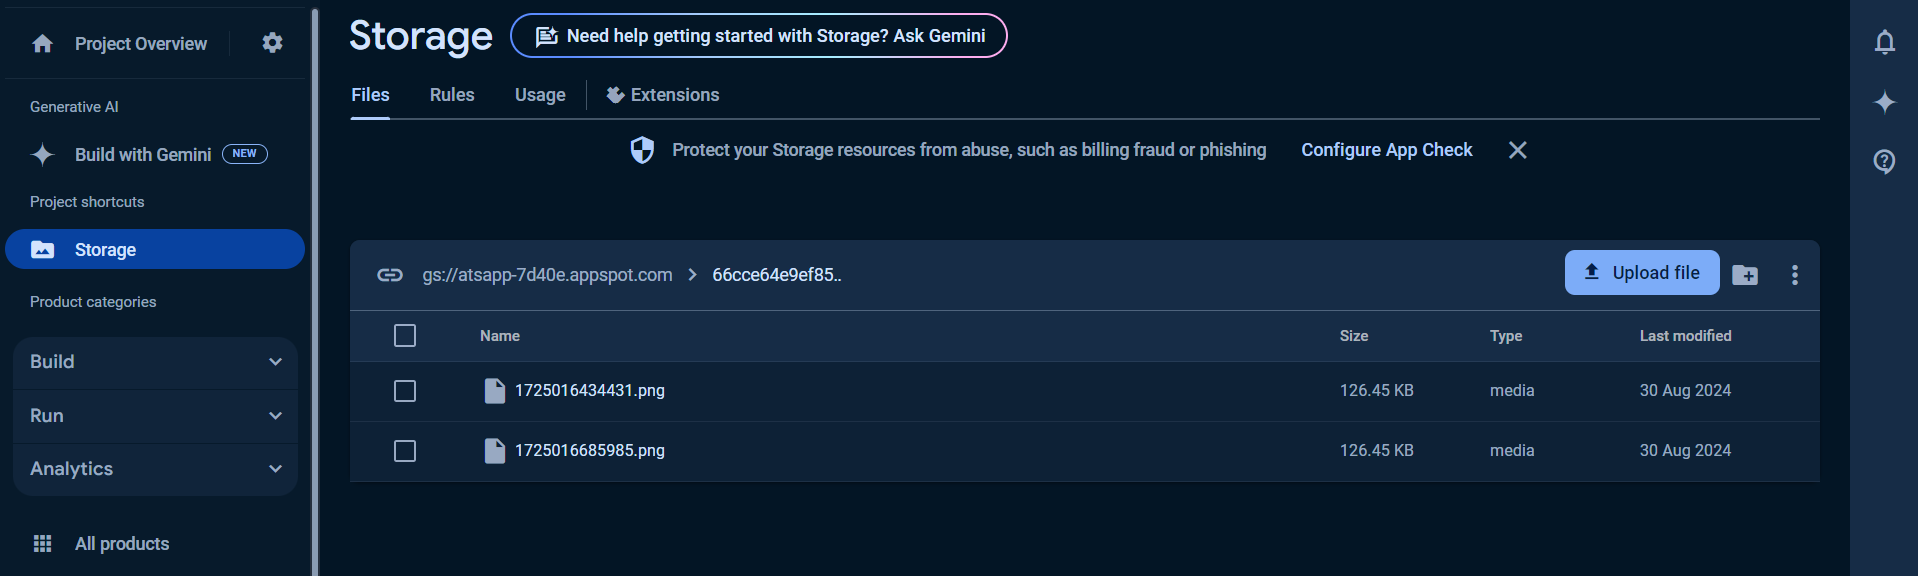 Project Overview
Generative AI
Build with Gemini NEW
Project shortcuts
Storage
Product categories
Build
Run
Analytics
All products
Storage
Need help getting started with Storage? Ask Gemini
Files Rules Usage Extensions
Protect your Storage resources from abuse, such as billing fraud or phishing Configure App Check
gs://atsapp-7d40e.appspot.com > 66cce64e9ef85.. Upload file
Name Size Type Last modified
1725016434431.png 126.45 KB media 30 Aug 2024
1725016685985.png 126.45 KB media 30 Aug 2024